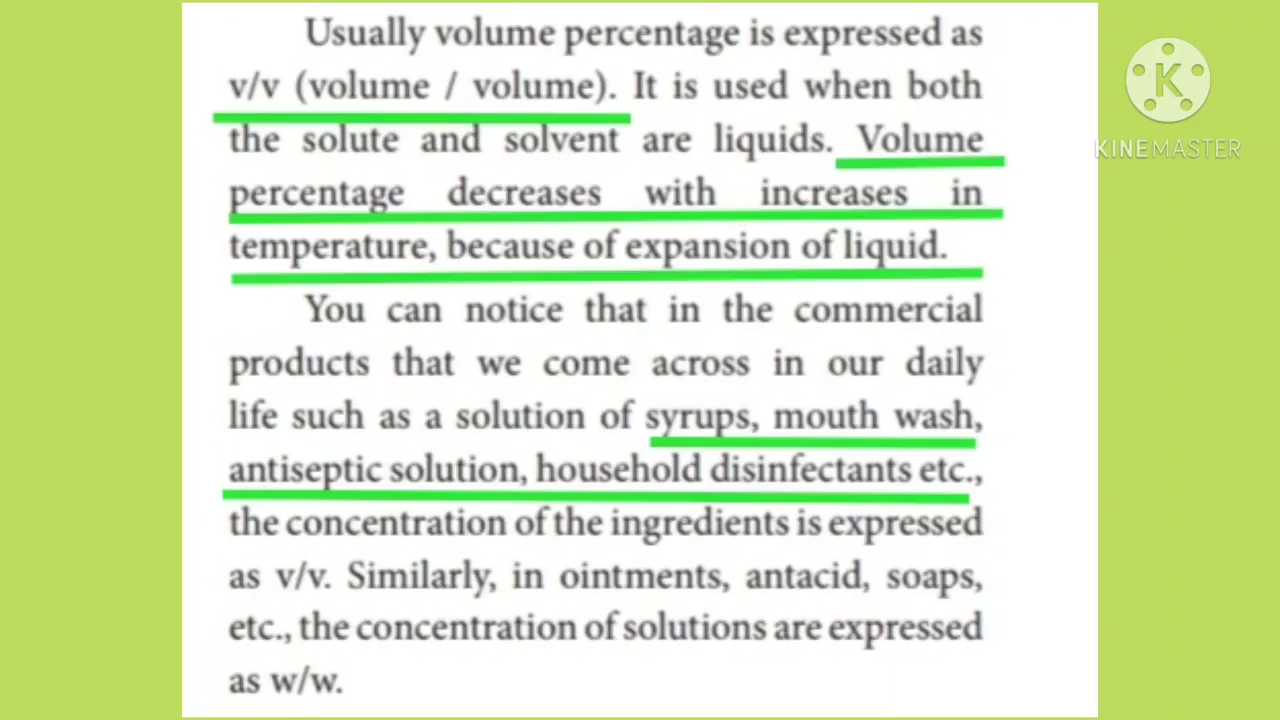 Usually volume percentage is expressed as
v/v (volume / volume). It is used when both
the solute and solvent are liquids. Volume
percentage decreases with increases in
temperature, because of expansion of liquid.
You can notice that in the commercial
products that we come across in our daily
life such as a solution of syrups, mouth wash,
antiseptic solution, household disinfectants etc.,
the concentration of the ingredients is expressed
as v/v. Similarly, in ointments, antacid, soaps,
etc., the concentration of solutions are expressed
as w/w.
K
KINEMASTER